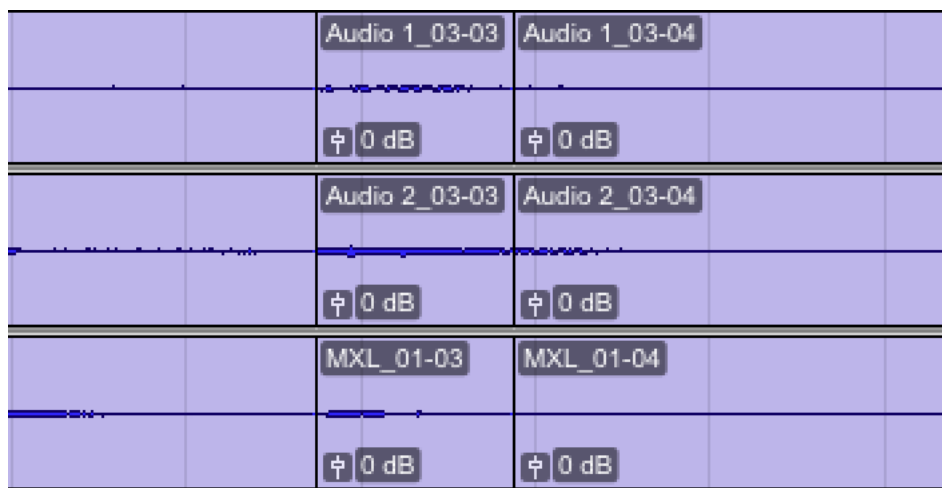 Audio 1_03-03 Audio 1_03-04
0 dB 0 dB
Audio 2_03-03 Audio 2_03-04
0 dB 0 dB
MXL_01-03 MXL_01-04
0 dB 0 dB